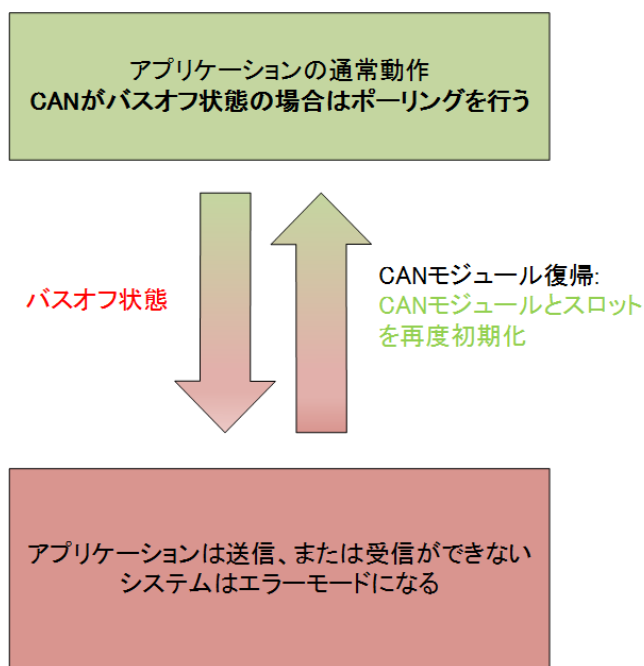 アプリケーションの通常動作
CANがバスオフ状態の場合はポーリングを行う
バスオフ状態
CANモジュール復帰:
CANモジュールとスロット
を再度初期化
アプリケーションは送信、または受信ができない
システムはエラーモードになる